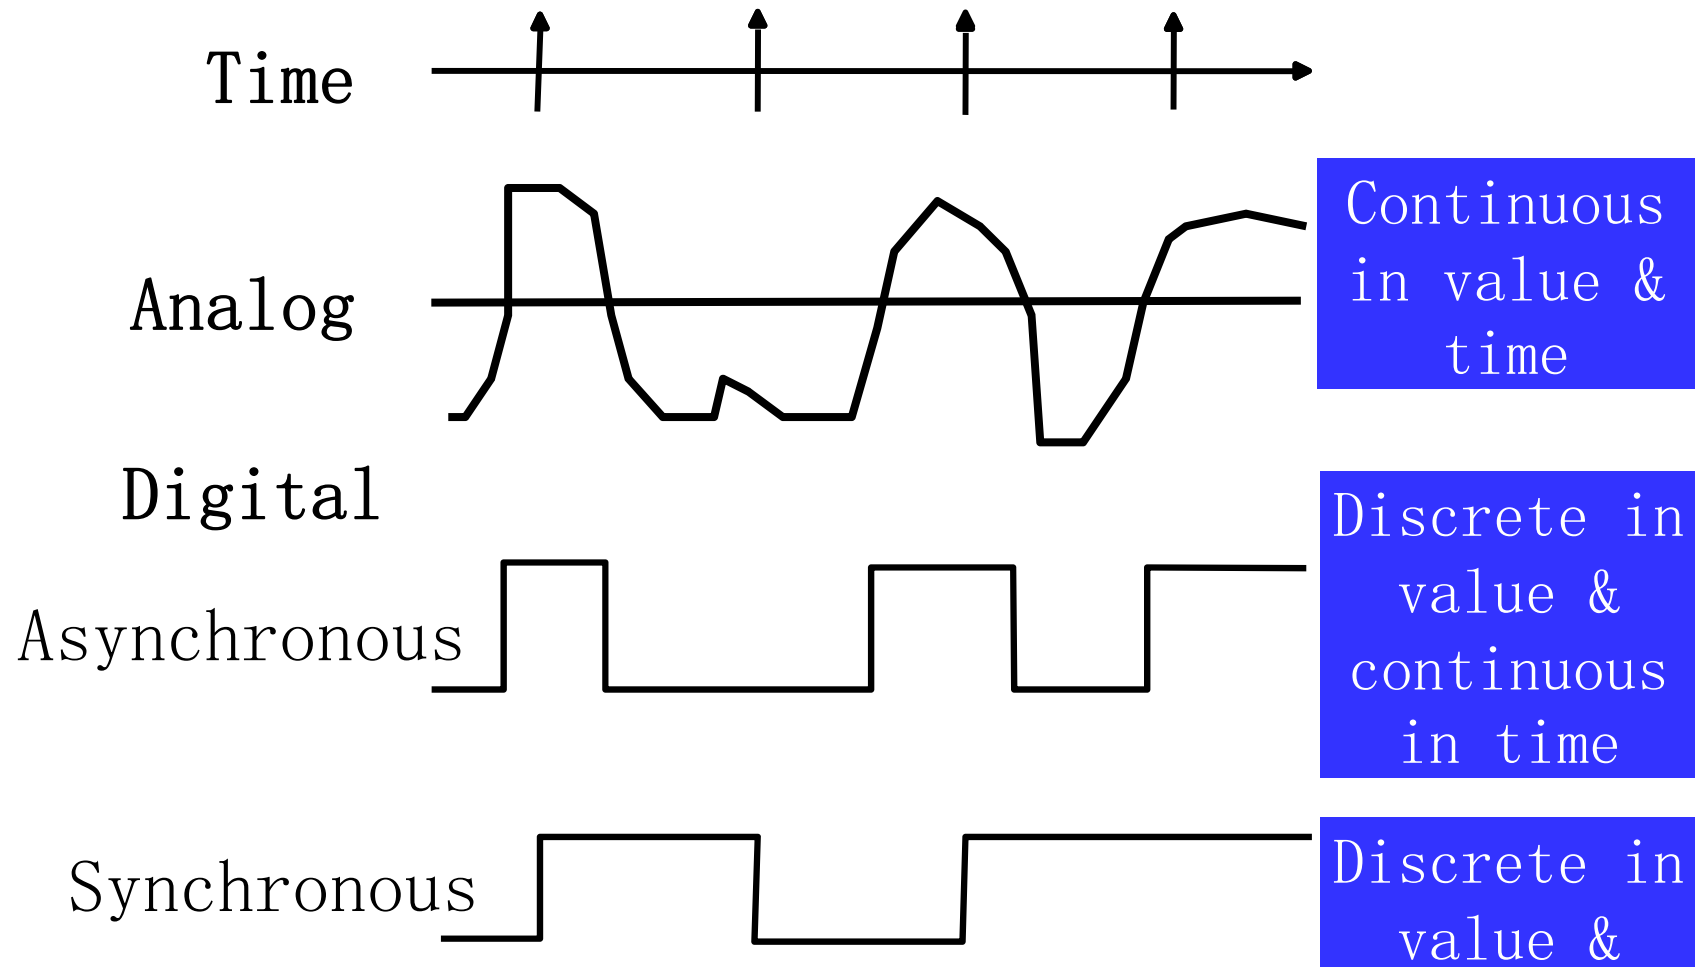 Time
Analog
Continuous
in value &
time
Digital
Asynchronous
Discrete in
value &
continuous
in time
Synchronous
Discrete in
value &